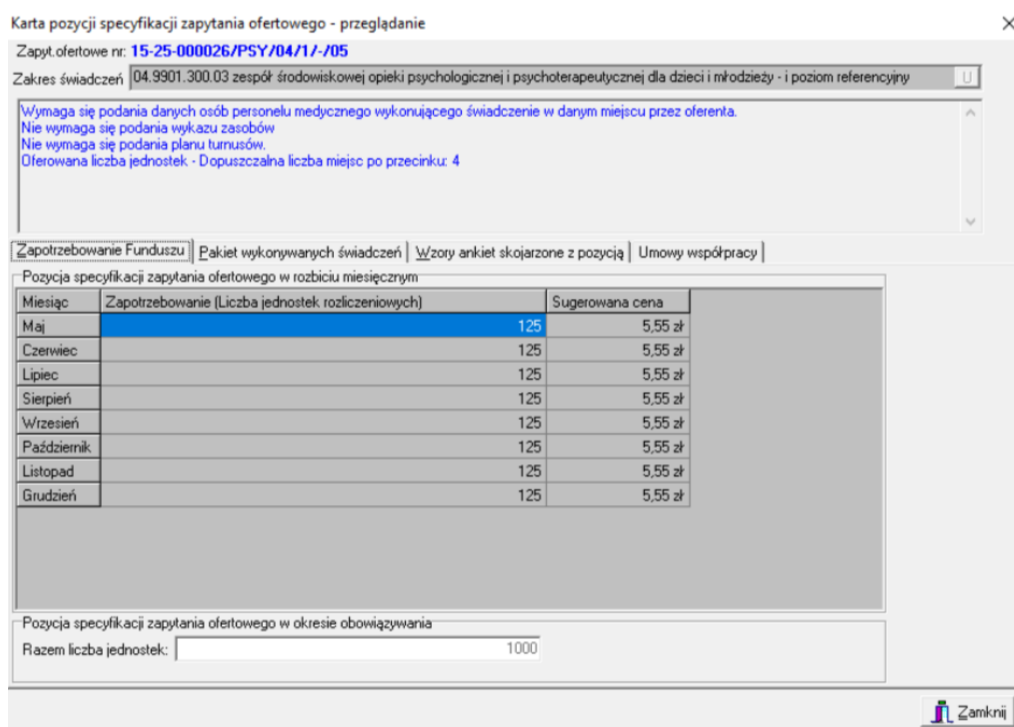 Karta pozycji specyfikacji zapytania ofertowego - przeglądanie
Zapyt.ofertowe nr: 15-25-000026/PSY/04/1/-/05
Zakres świadczeń 04.9901.300.03 zespół środowiskowej opieki psychologicznej i psychoterapeutycznej dla dzieci i młodzieży - i poziom referencyjny U
Wymaga się podania danych osób personelu medycznego wykonującego świadczenie w danym miejscu przez oferenta.
Nie wymaga się podania wykazu zasobów
Nie wymaga się podania planu turnusów.
Oferowana liczba jednostek - Dopuszczalna liczba miejsc po przecinku: 4
Zapotrzebowanie Funduszu Pakiet wykonywanych świadczeń Wzory ankiet skojarzone z pozycją Umowy współpracy
Pozycja specyfikacji zapytania ofertowego w rozbiciu miesięcznym
Miesiąc Zapotrzebowanie (Liczba jednostek rozliczeniowych) Sugerowana cena
Maj 125 5,55 zł
Czerwiec 125 5,55 zł
Lipiec 125 5,55 zł
Sierpień 125 5,55 zł
Wrzesień 125 5,55 zł
Październik 125 5,55 zł
Listopad 125 5,55 zł
Grudzień 125 5,55 zł
Pozycja specyfikacji zapytania ofertowego w okresie obowiązywania
Razem liczba jednostek: 1000
Zamknij